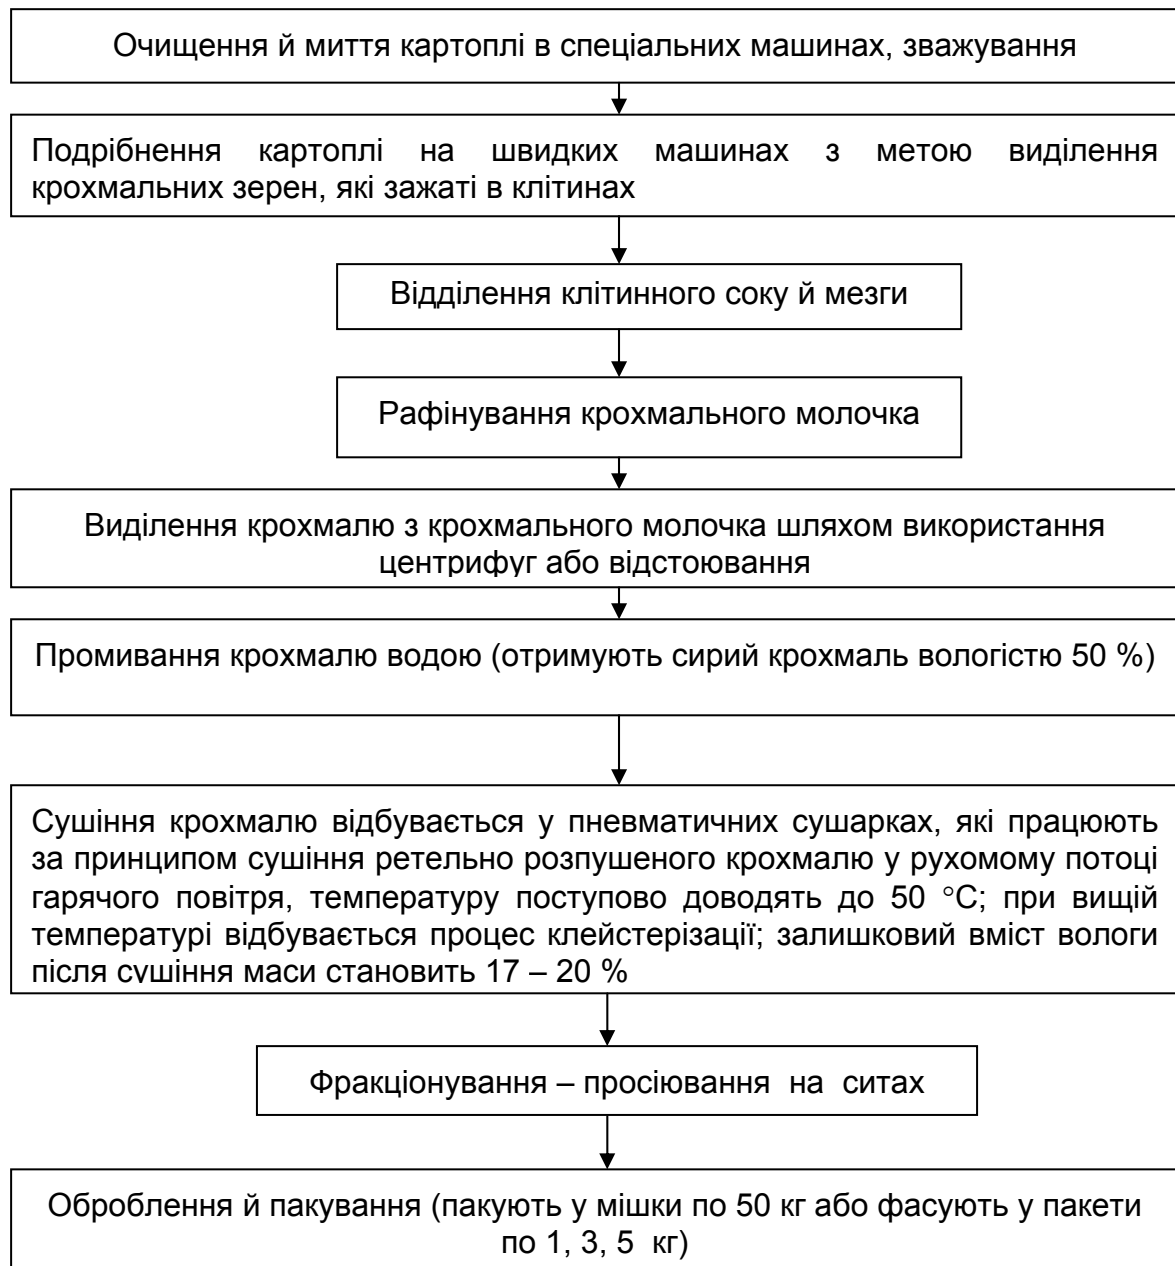 Очищення й миття картоплі в спеціальних машинах, зважування
Подрібнення картоплі на швидких машинах з метою виділення
крохмальних зерен, які зажаті в клітинах
Відділення клітинного соку й мезги
Рафінування крохмального молочка
Виділення крохмалю з крохмального молочка шляхом використання
центрифуг або відстоювання
Промивання крохмалю водою (отримують сирий крохмаль вологістю 50 %)
Сушіння крохмалю відбувається у пневматичних сушарках, які працюють
за принципом сушіння ретельно розпушеного крохмалю у рухомому потоці
гарячого повітря, температуру поступово доводять до 50 °С; при вищій
температурі відбувається процес клейстерізації; залишковий вміст вологи
після сушіння маси становить 17 – 20 %
Фракціонування – просіювання на ситах
Оброблення й пакування (пакують у мішки по 50 кг або фасують у пакети
по 1, 3, 5 кг)